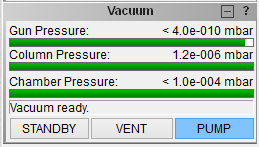 Vacuum – ?
Gun Pressure: < 4.0e-010 mbar
Column Pressure: 1.2e-006 mbar
Chamber Pressure: < 1.0e-004 mbar
Vacuum ready.
STANDBY VENT PUMP